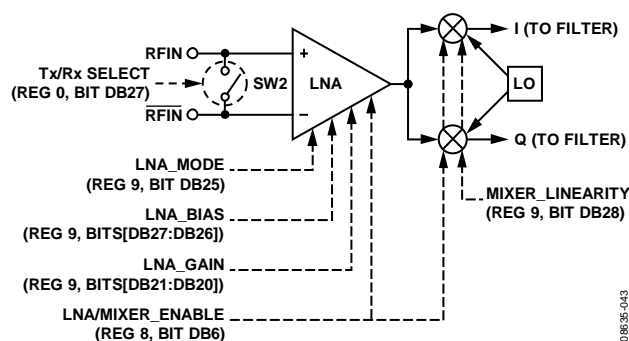 RFIN
Tx/Rx SELECT
(REG 0, BIT DB27)
RFIN
SW2
LNA
I (TO FILTER)
LO
Q (TO FILTER)
LNA_MODE
(REG 9, BIT DB25)
LNA_BIAS
(REG 9, BITS[DB27:DB26])
LNA_GAIN
(REG 9, BITS[DB21:DB20])
LNA/MIXER_ENABLE
(REG 8, BIT DB6)
MIXER_LINEARITY
(REG 9, BIT DB28)
08635-043